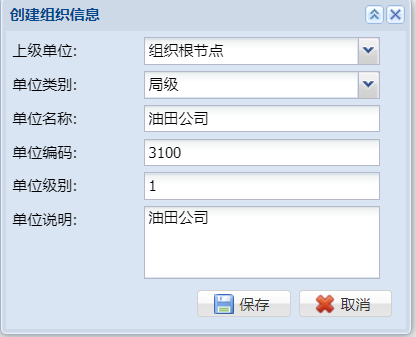 创建组织信息
上级单位: 组织根节点
单位类别: 局级
单位名称: 油田公司
单位编码: 3100
单位级别: 1
单位说明: 油田公司
保存 取消